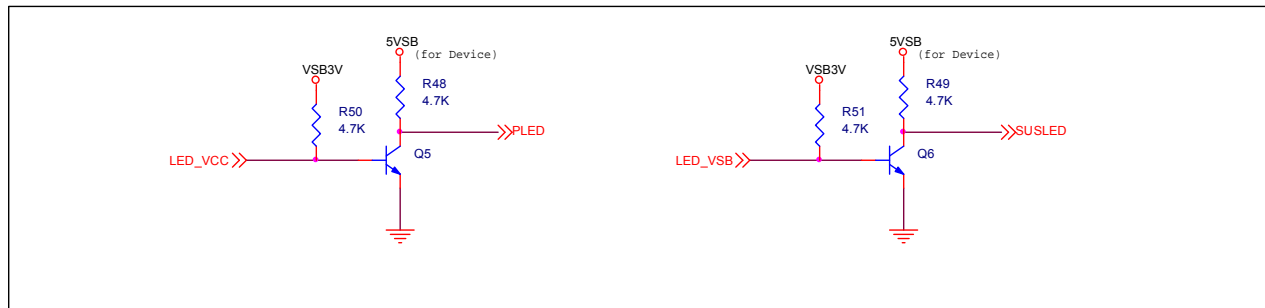 5VSB
(for Device)
VSB3V
R48
4.7K
R50
4.7K
PLED
LED_VCC
Q5
5VSB
(for Device)
VSB3V
R49
4.7K
R51
4.7K
SUSLED
LED_VSB
Q6